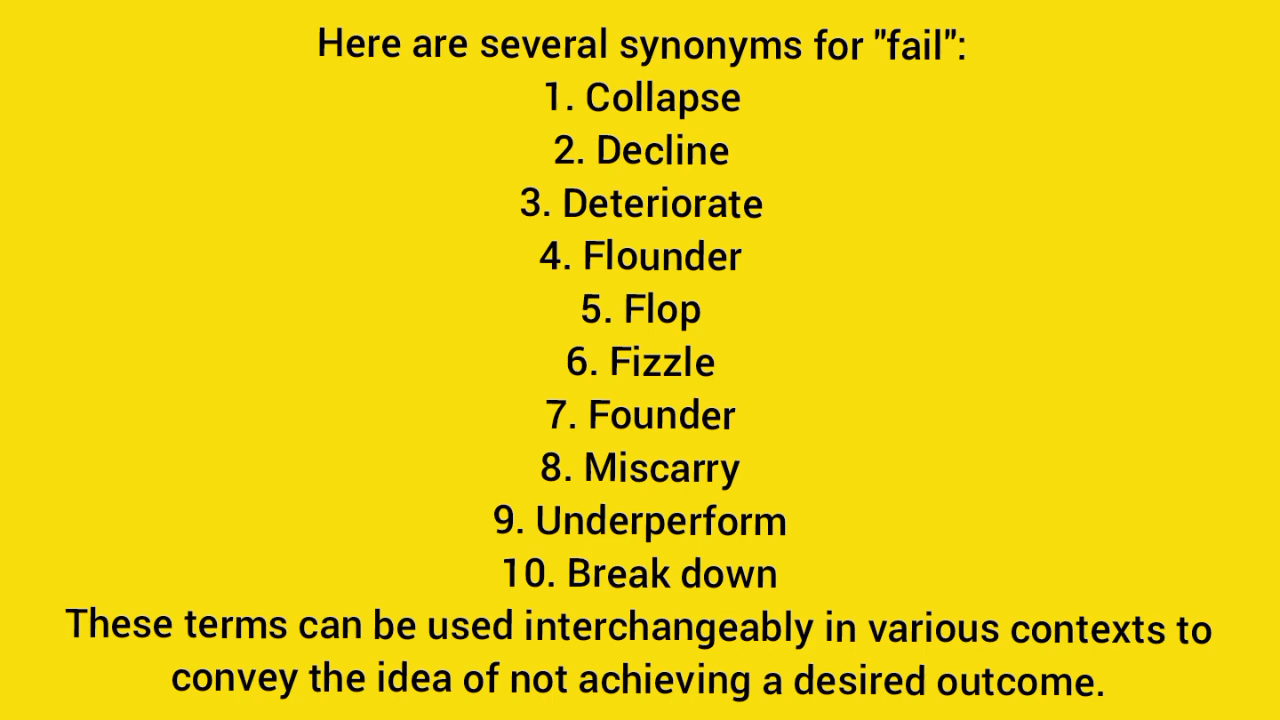 Here are several synonyms for "fail":
1. Collapse
2. Decline
3. Deteriorate
4. Flounder
5. Flop
6. Fizzle
7. Founder
8. Miscarry
9. Underperform
10. Break down
These terms can be used interchangeably in various contexts to
convey the idea of not achieving a desired outcome.